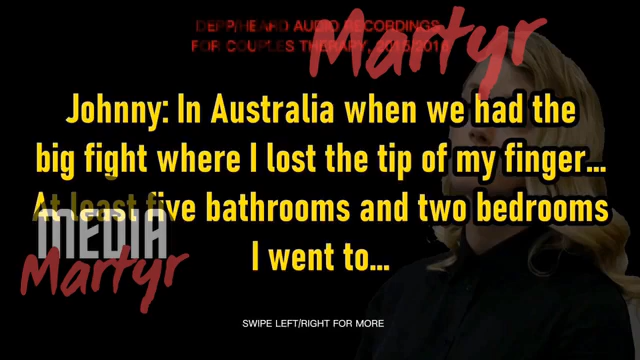 DEPP/HEARD AUDIO RECORDINGS
FOR COUPLES THERAPY, 2015/2016
Martyr
Johnny: In Australia when we had the
big fight where I lost the tip of my finger...
At least five bathrooms and two bedrooms
I went to...
MEDIA
Martyr
SWIPE LEFT/RIGHT FOR MORE